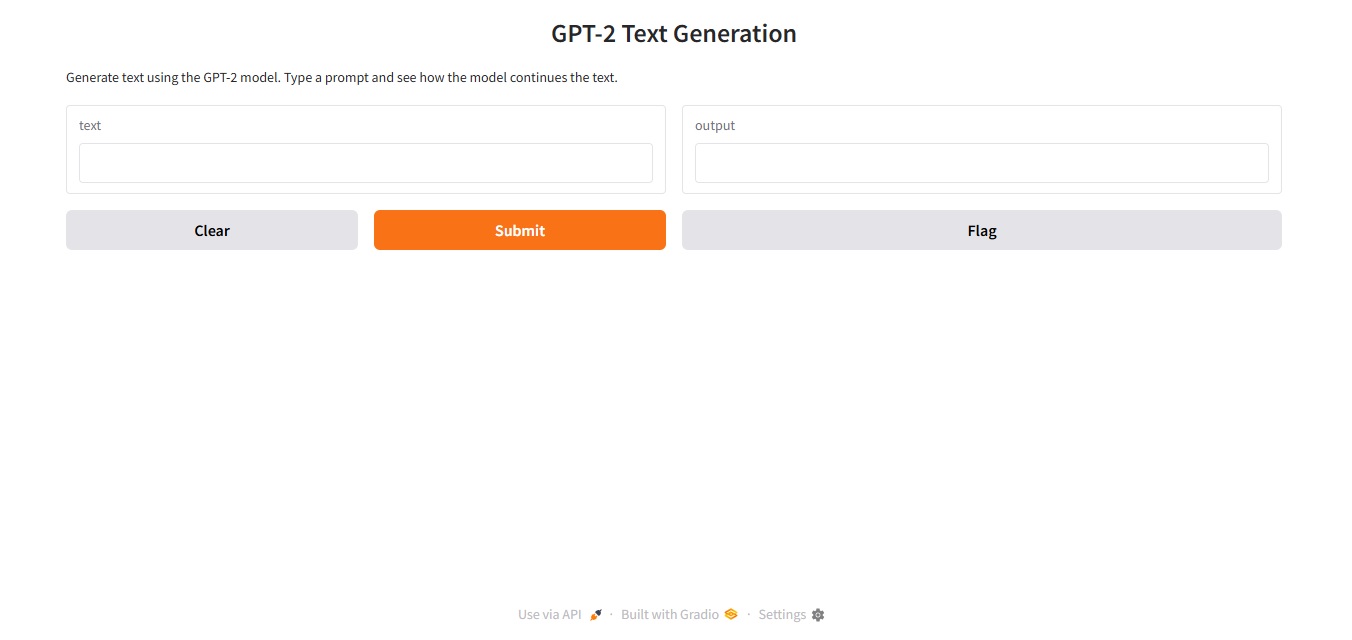 GPT-2 Text Generation
Generate text using the GPT-2 model. Type a prompt and see how the model continues the text.
text
output
Clear
Submit
Flag
Use via API · Built with Gradio · Settings